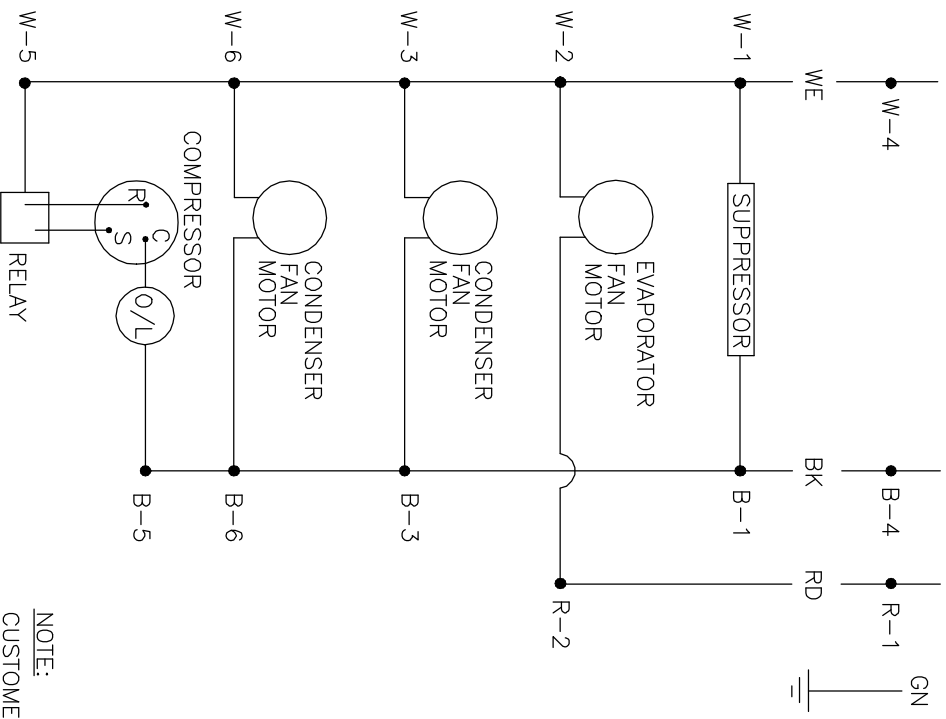 W-4
B-4
R-1
GN
WE
BK
RD
W-1
SUPPRESSOR
B-1
W-2
EVAPORATOR
FAN
MOTOR
R-2
W-3
CONDENSER
FAN
MOTOR
B-3
W-6
CONDENSER
FAN
MOTOR
B-6
COMPRESSOR
R
C
S
O/L
B-5
W-5
RELAY
NOTE:
CUSTOME